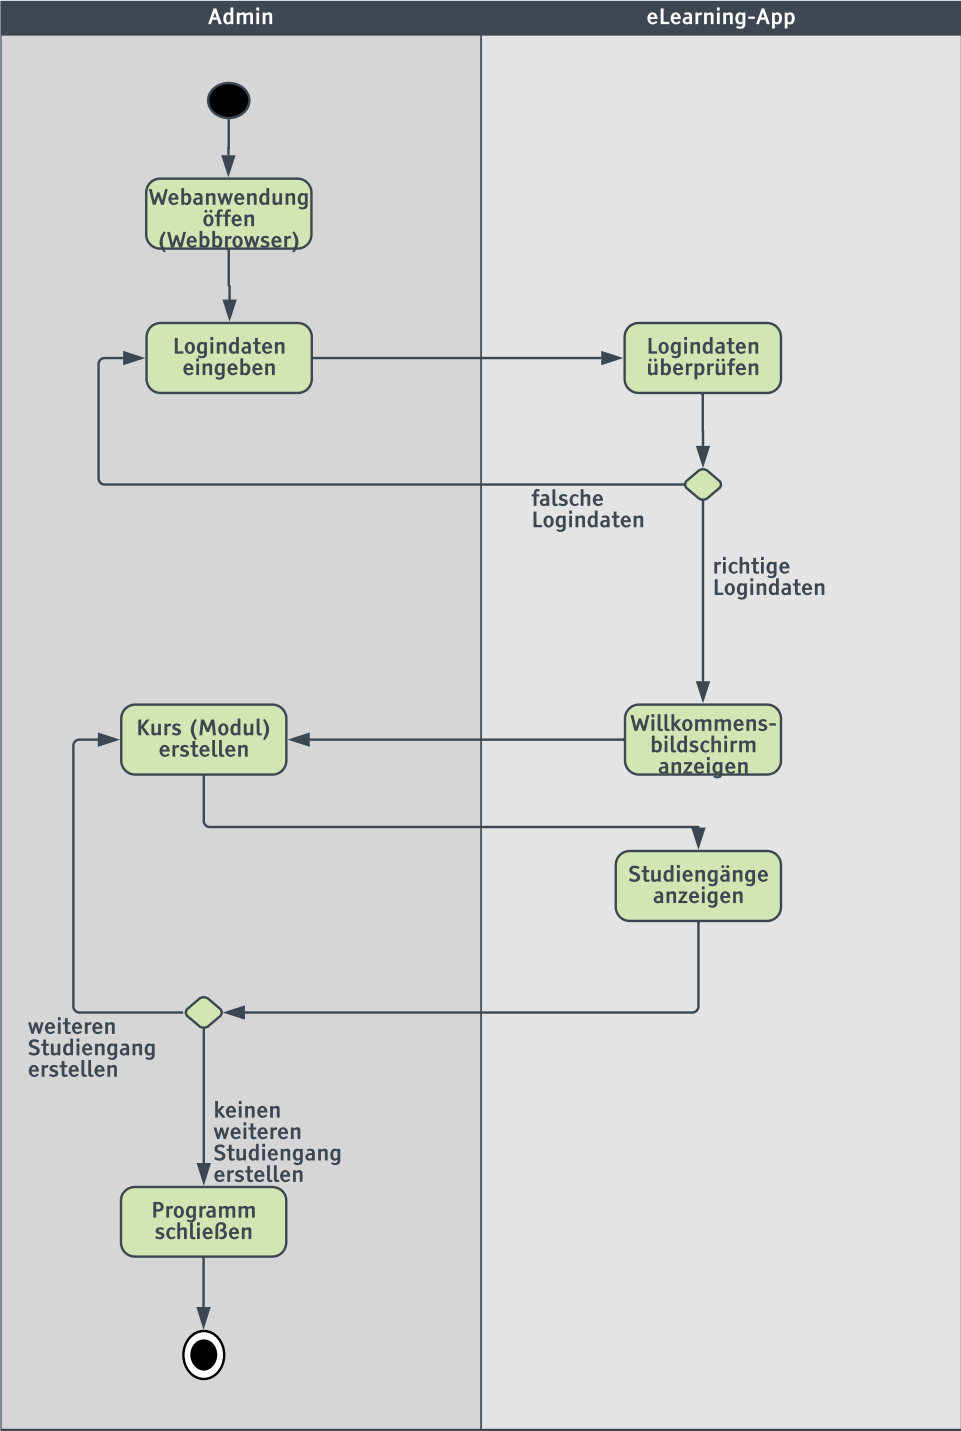 Admin
eLearning-App
Webanwendung
öffen
(Webbrowser)
Logindaten
eingeben
Logindaten
überprüfen
falsche
Logindaten
richtige
Logindaten
Kurs (Modul)
erstellen
Willkommens-
bildschirm
anzeigen
Studiengänge
anzeigen
weiteren
Studiengang
erstellen
keinen
weiteren
Studiengang
erstellen
Programm
schließen